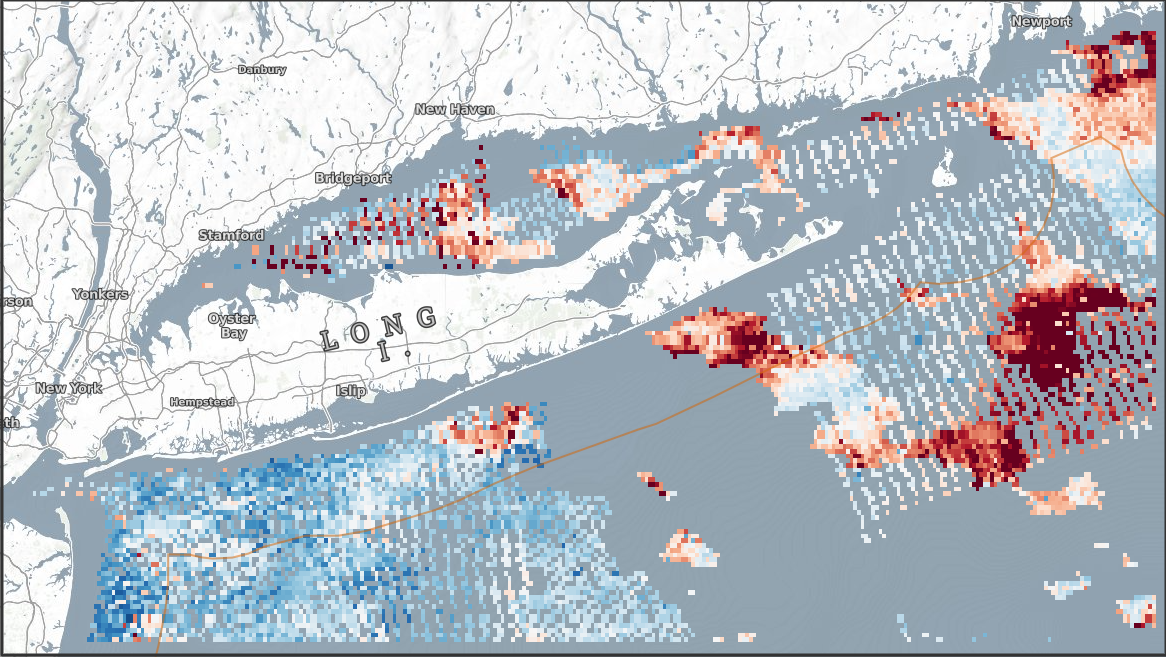 Newport
Danbury
New Haven
Bridgeport
Stamford
rson
Yonkers
Oyster
Bay
LONG
I.
New York
Islip
Hempstead
th